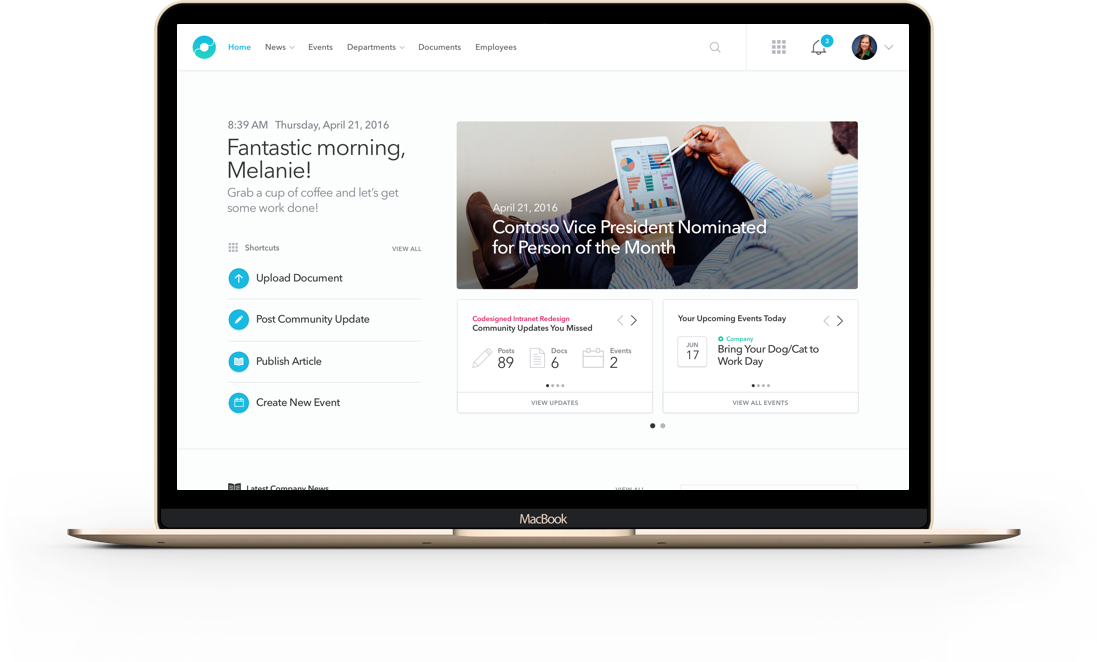 Home News Events Departments Documents Employees
3
8:39 AM Thursday, April 21, 2016
Fantastic morning,
Melanie!
Grab a cup of coffee and let's get
some work done!
Shortcuts VIEW ALL
Upload Document
Post Community Update
Publish Article
Create New Event
April 21, 2016
Contoso Vice President Nominated
for Person of the Month
Codesigned Intranet Redesign
Community Updates You Missed
Posts
89
Docs
6
Events
2
VIEW UPDATES
Your Upcoming Events Today
JUN
17
Company
Bring Your Dog/Cat to
Work Day
VIEW ALL EVENTS
Latest Company News VIEW ALL
MacBook